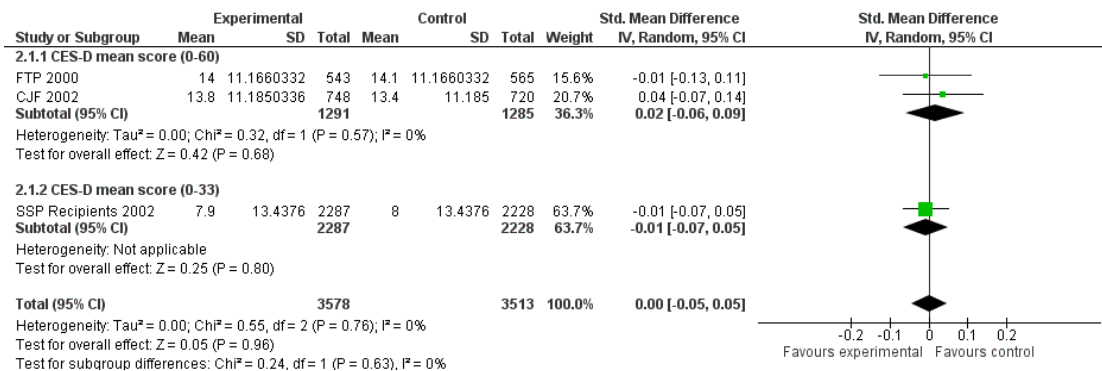 Experimental Control Std. Mean Difference Std. Mean Difference
Study or Subgroup Mean SD Total Mean SD Total Weight IV, Random, 95% CI IV, Random, 95% CI
2.1.1 CES-D mean score (0-60)
FTP 2000 14 11.1660332 543 14.1 11.1660332 565 15.6% -0.01 [-0.13, 0.11]
CJF 2002 13.8 11.1850336 748 13.4 11.185 720 20.7% 0.04 [-0.07, 0.14]
Subtotal (95% CI) 1291 1285 36.3% 0.02 [-0.06, 0.09]
Heterogeneity: Tau² = 0.00; Chi² = 0.32, df = 1 (P = 0.57); I² = 0%
Test for overall effect: Z = 0.42 (P = 0.68)
2.1.2 CES-D mean score (0-33)
SSP Recipients 2002 7.9 13.4376 2287 8 13.4376 2228 63.7% -0.01 [-0.07, 0.05]
Subtotal (95% CI) 2287 2228 63.7% -0.01 [-0.07, 0.05]
Heterogeneity: Not applicable
Test for overall effect: Z = 0.25 (P = 0.80)
Total (95% CI) 3578 3513 100.0% 0.00 [-0.05, 0.05]
Heterogeneity: Tau² = 0.00; Chi² = 0.55, df = 2 (P = 0.76); I² = 0%
Test for overall effect: Z = 0.05 (P = 0.96)
Test for subgroup differences: Chi² = 0.24, df = 1 (P = 0.63), I² = 0%
-0.2 -0.1 0 0.1 0.2
Favours experimental Favours control